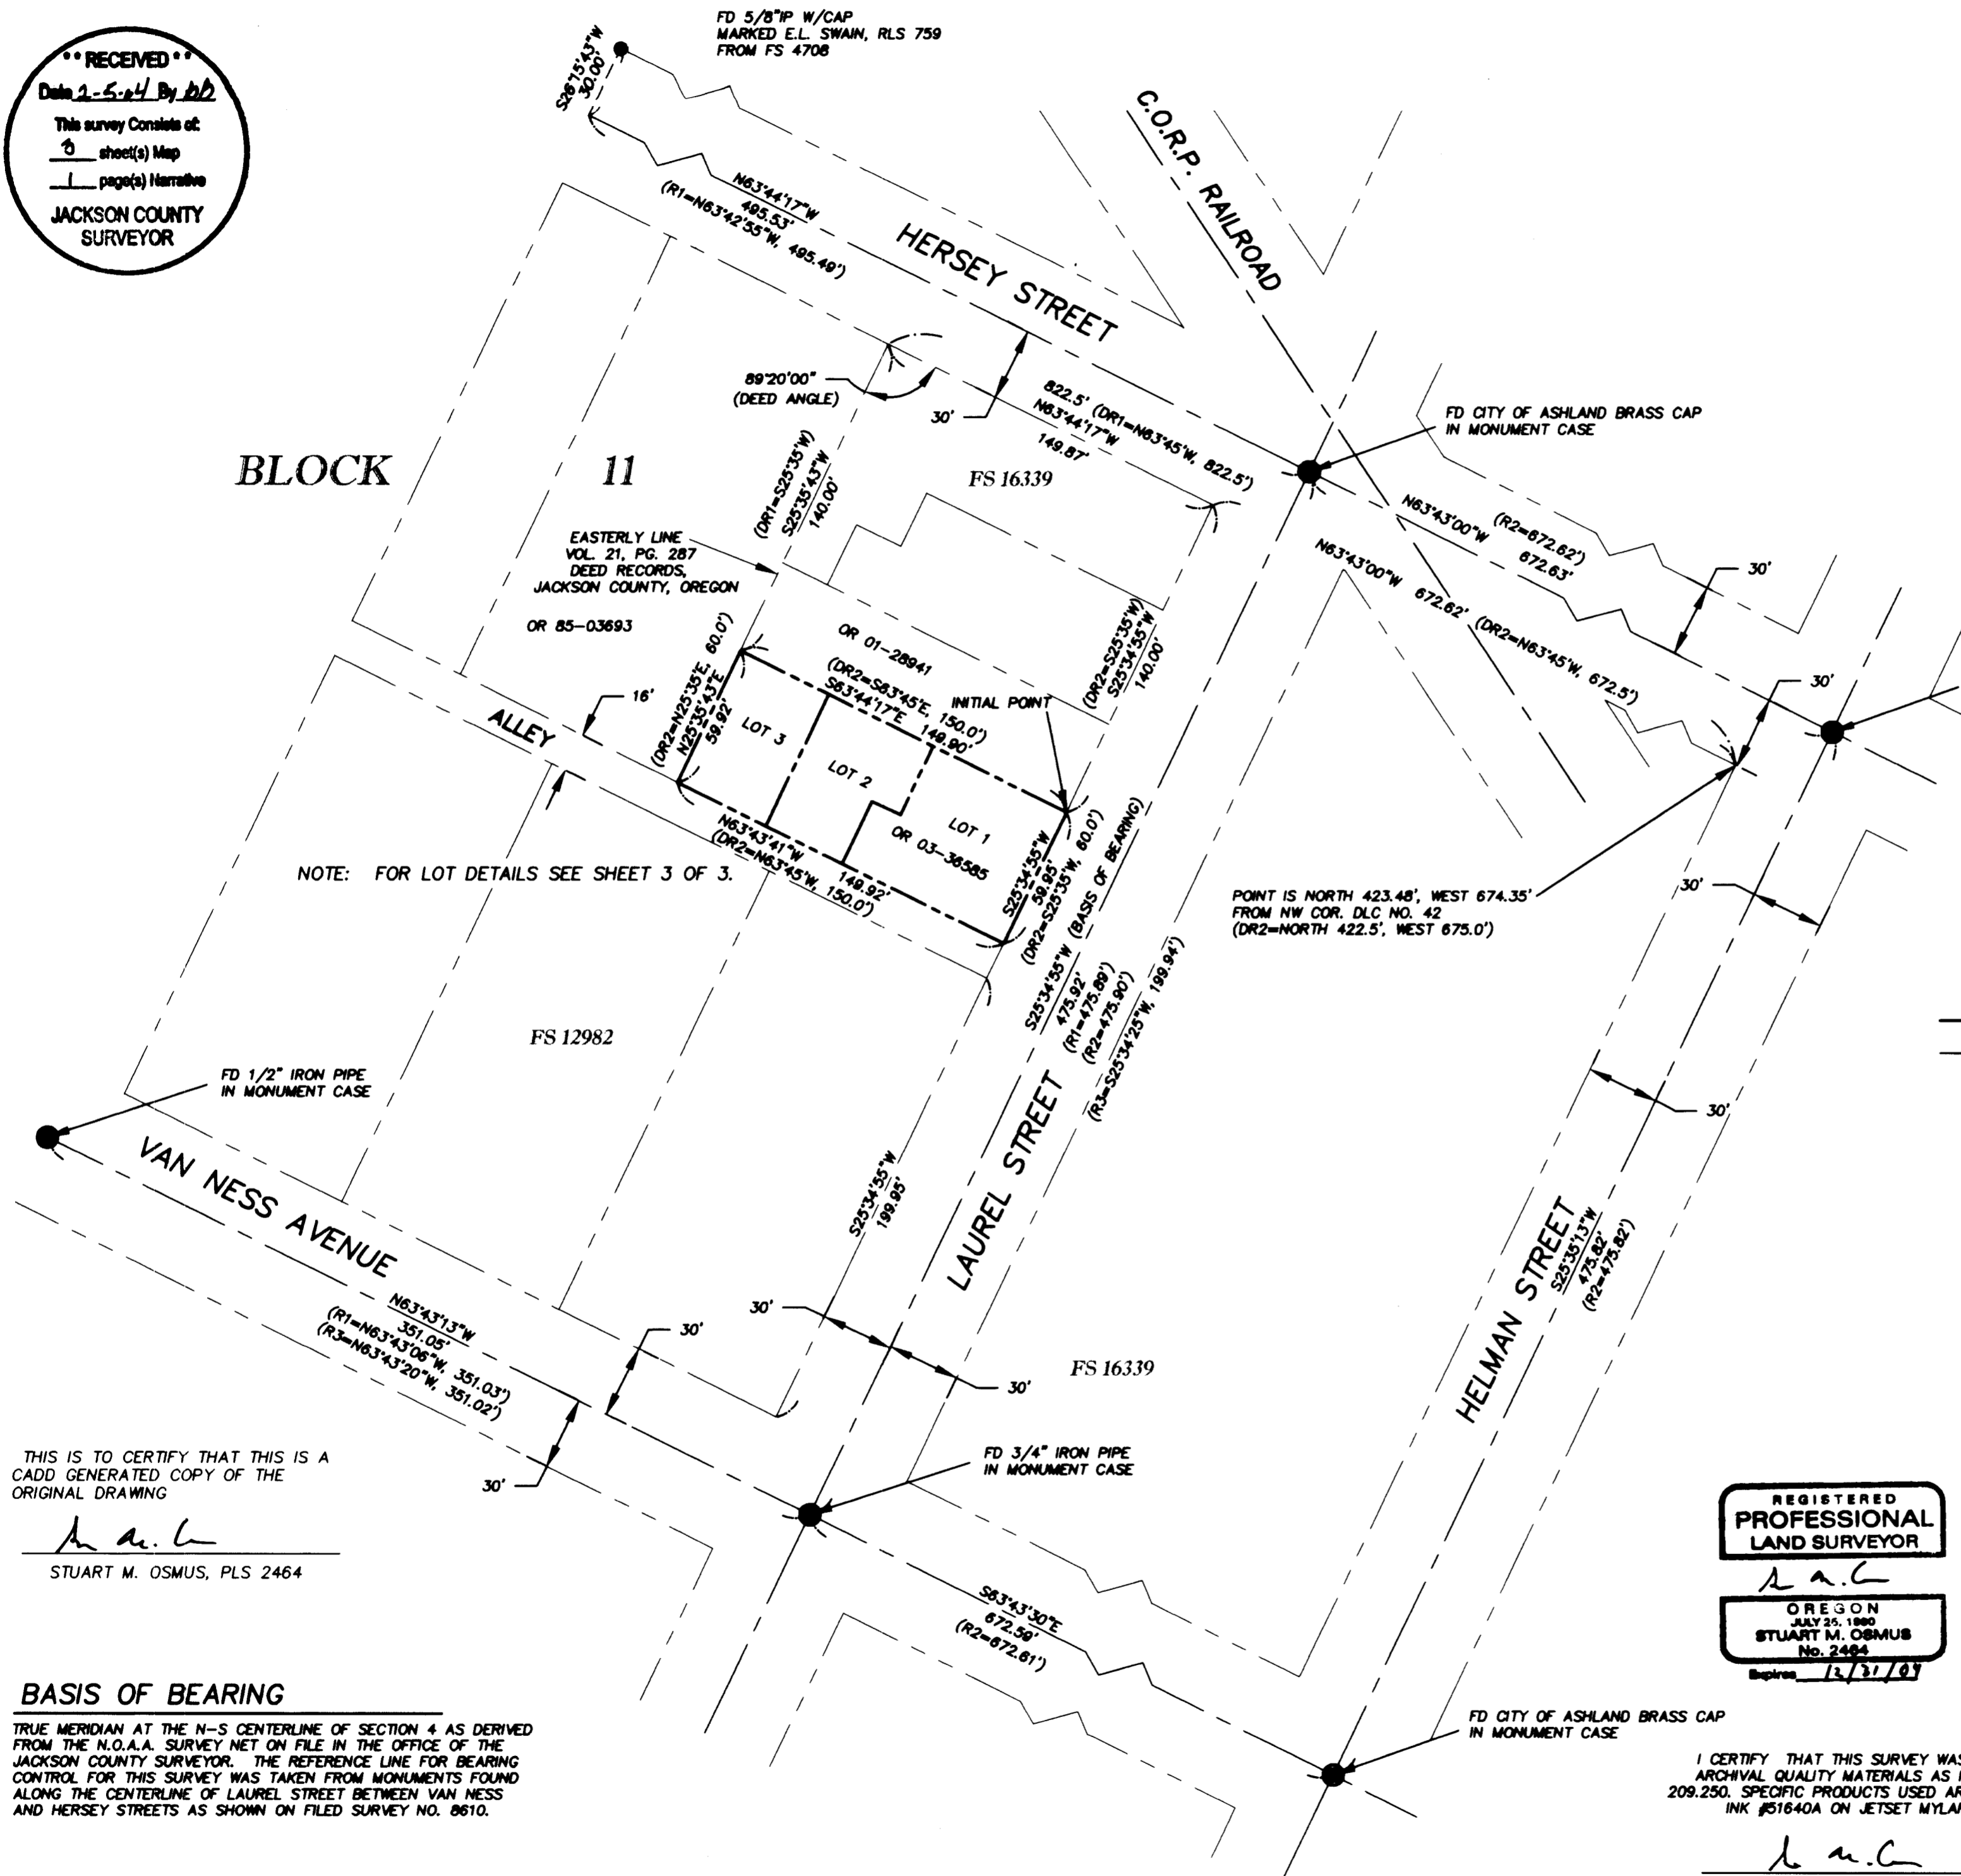 ** RECEIVED **
Date 2-5-04 By
This survey Consists of:
3 sheet(s) Map
1 page(s) Narrative
JACKSON COUNTY
SURVEYOR
FD 5/8"IP W/CAP
MARKED E.L. SWAIN, RLS 759
FROM FS 4708
S26°15'43"W
30.00'
N63°44'17"W
495.53'
(R1=N63°42'55"W, 495.49')
HERSEY STREET
C.O.R.P. RAILROAD
89°20'00"
(DEED ANGLE)
30'
822.5' (DR1=N63°45'W, 822.5')
N63°44'17"W
149.87'
FD CITY OF ASHLAND BRASS CAP
IN MONUMENT CASE
BLOCK 11
FS 16339
(DR1=S25°35'W)
S25°35'43"W
140.00'
EASTERLY LINE
VOL. 21, PG. 287
DEED RECORDS,
JACKSON COUNTY, OREGON
OR 85-03693
N63°43'00"W
(R2=672.62')
672.63'
30'
N63°43'00"W 672.62' (DR2=N63°45'W, 672.5')
30'
(DR2=S25°35'W)
S25°34'55"W
140.00'
OR 01-28941
(DR2=S63°45'E, 150.0')
S63°44'17"E 149.90'
INITIAL POINT
(DR2=N25°35'E, 60.0')
N25°35'43"E
59.92'
16'
ALLEY
LOT 3
LOT 2
LOT 1
OR 03-36585
N63°43'41"W
149.92'
(DR2=N63°45'W, 150.0')
S25°34'55"W
59.95'
(DR2=S25°35'W, 60.0')
NOTE: FOR LOT DETAILS SEE SHEET 3 OF 3.
S25°34'55"W (BASIS OF BEARING)
475.92'
(R1=475.89')
(R2=475.90')
(R3=S25°34'25"W, 199.94')
POINT IS NORTH 423.48', WEST 674.35'
FROM NW COR. DLC NO. 42
(DR2=NORTH 422.5', WEST 675.0')
30'
FS 12982
FD 1/2" IRON PIPE
IN MONUMENT CASE
30'
VAN NESS AVENUE
S25°34'55"W
199.95'
LAUREL STREET
HELMAN STREET
S25°35'13"W
475.82'
(R2=475.82')
N63°43'13"W
351.05'
(R1=N63°43'06"W, 351.03')
(R3=N63°43'20"W, 351.02')
30'
30'
30'
30'
FS 16339
FD 3/4" IRON PIPE
IN MONUMENT CASE
THIS IS TO CERTIFY THAT THIS IS A
CADD GENERATED COPY OF THE
ORIGINAL DRAWING
STUART M. OSMUS, PLS 2464
S63°43'30"E
672.59'
(R2=672.61')
REGISTERED
PROFESSIONAL
LAND SURVEYOR
OREGON
JULY 25, 1990
STUART M. OSMUS
No. 2464
Expires 12/31/04
BASIS OF BEARING
TRUE MERIDIAN AT THE N-S CENTERLINE OF SECTION 4 AS DERIVED
FROM THE N.O.A.A. SURVEY NET ON FILE IN THE OFFICE OF THE
JACKSON COUNTY SURVEYOR. THE REFERENCE LINE FOR BEARING
CONTROL FOR THIS SURVEY WAS TAKEN FROM MONUMENTS FOUND
ALONG THE CENTERLINE OF LAUREL STREET BETWEEN VAN NESS
AND HERSEY STREETS AS SHOWN ON FILED SURVEY NO. 8610.
FD CITY OF ASHLAND BRASS CAP
IN MONUMENT CASE
I CERTIFY THAT THIS SURVEY WAS
ARCHIVAL QUALITY MATERIALS AS
209.250. SPECIFIC PRODUCTS USED AR
INK #51640A ON JETSET MYLAR